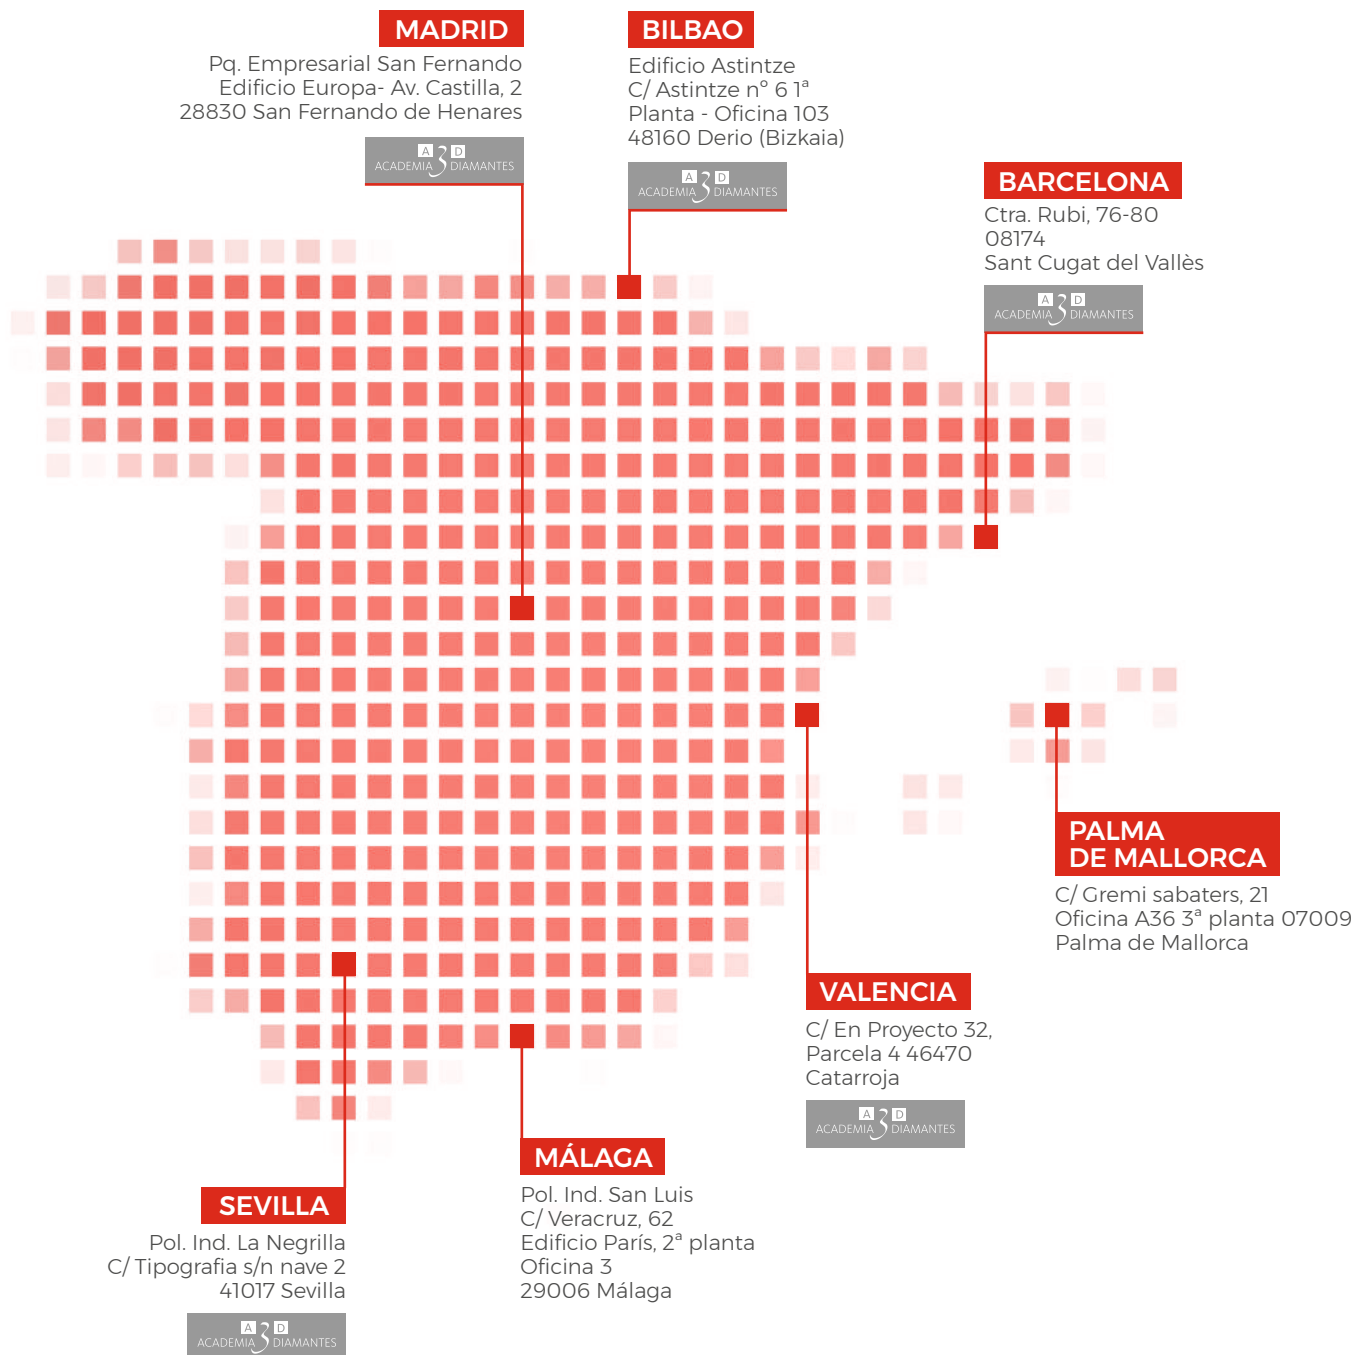 MADRID
Pq. Empresarial San Fernando
Edificio Europa- Av. Castilla, 2
28830 San Fernando de Henares
A D
ACADEMIA 3 DIAMANTES
BILBAO
Edificio Astintze
C/ Astintze nº 6 1ª
Planta - Oficina 103
48160 Derio (Bizkaia)
A D
ACADEMIA 3 DIAMANTES
BARCELONA
Ctra. Rubi, 76-80
08174
Sant Cugat del Vallès
A D
ACADEMIA 3 DIAMANTES
PALMA
DE MALLORCA
C/ Gremi sabaters, 21
Oficina A36 3ª planta 07009
Palma de Mallorca
VALENCIA
C/ En Proyecto 32,
Parcela 4 46470
Catarroja
A D
ACADEMIA 3 DIAMANTES
MÁLAGA
Pol. Ind. San Luis
C/ Veracruz, 62
Edificio París, 2ª planta
Oficina 3
29006 Málaga
SEVILLA
Pol. Ind. La Negrilla
C/ Tipografia s/n nave 2
41017 Sevilla
A D
ACADEMIA 3 DIAMANTES